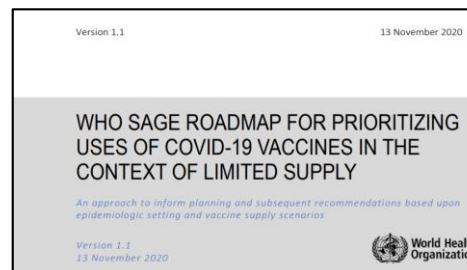 Version 1.1 13 November 2020
WHO SAGE ROADMAP FOR PRIORITIZING
USES OF COVID-19 VACCINES IN THE
CONTEXT OF LIMITED SUPPLY
An approach to inform planning and subsequent recommendations based upon
epidemiologic setting and vaccine supply scenarios
Version 1.1
13 November 2020
World Heal
Organizatio